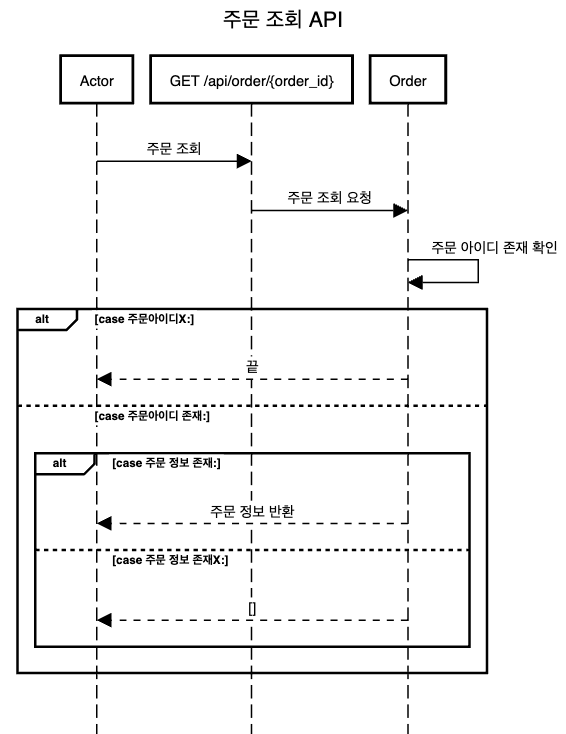 주문 조회 API
Actor
GET /api/order/{order_id}
Order
주문 조회
주문 조회 요청
주문 아이디 존재 확인
alt
[case 주문아이디X:]
끝
[case 주문아이디 존재:]
alt
[case 주문 정보 존재:]
주문 정보 반환
[case 주문 정보 존재X:]
[]